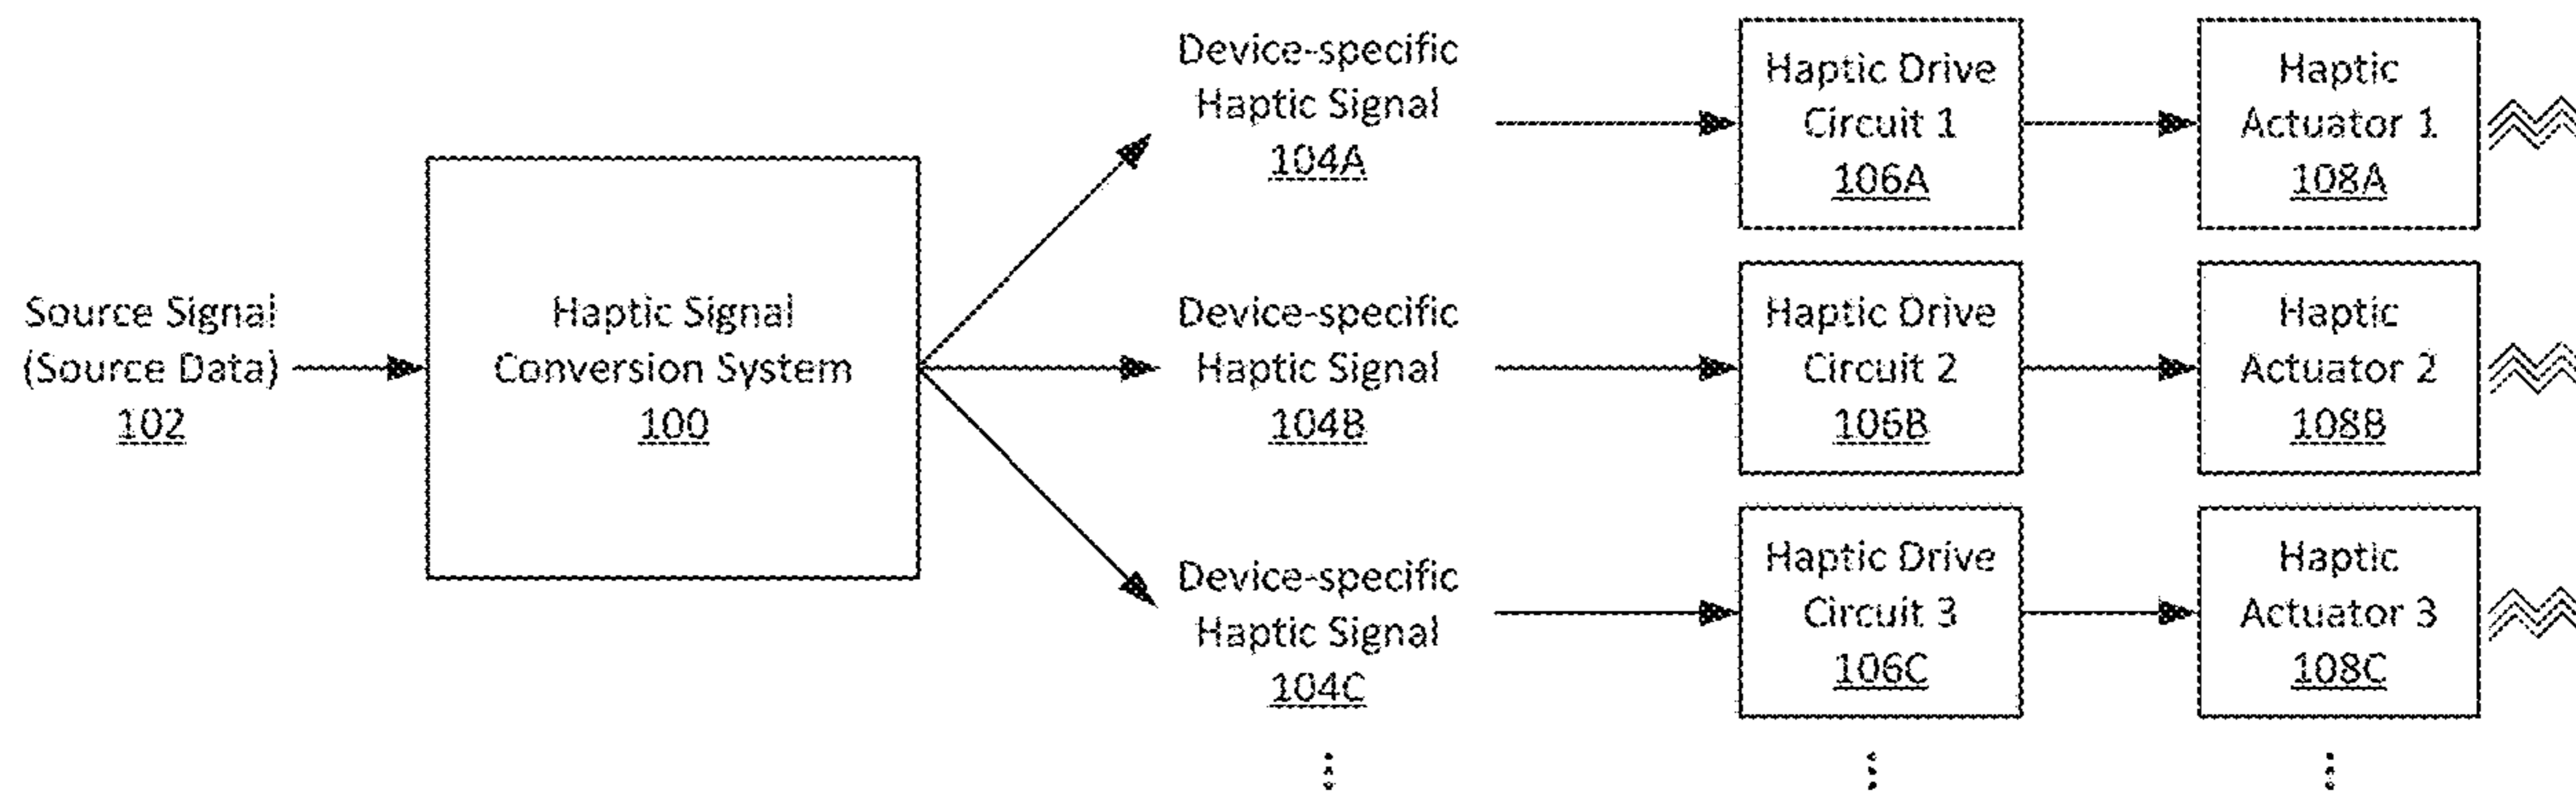 Source Signal
(Source Data)
102
Haptic Signal
Conversion System
100
Device-specific
Haptic Signal
104A
Haptic Drive
Circuit 1
106A
Haptic
Actuator 1
108A
Device-specific
Haptic Signal
104B
Haptic Drive
Circuit 2
106B
Haptic
Actuator 2
108B
Device-specific
Haptic Signal
104C
Haptic Drive
Circuit 3
106C
Haptic
Actuator 3
108C